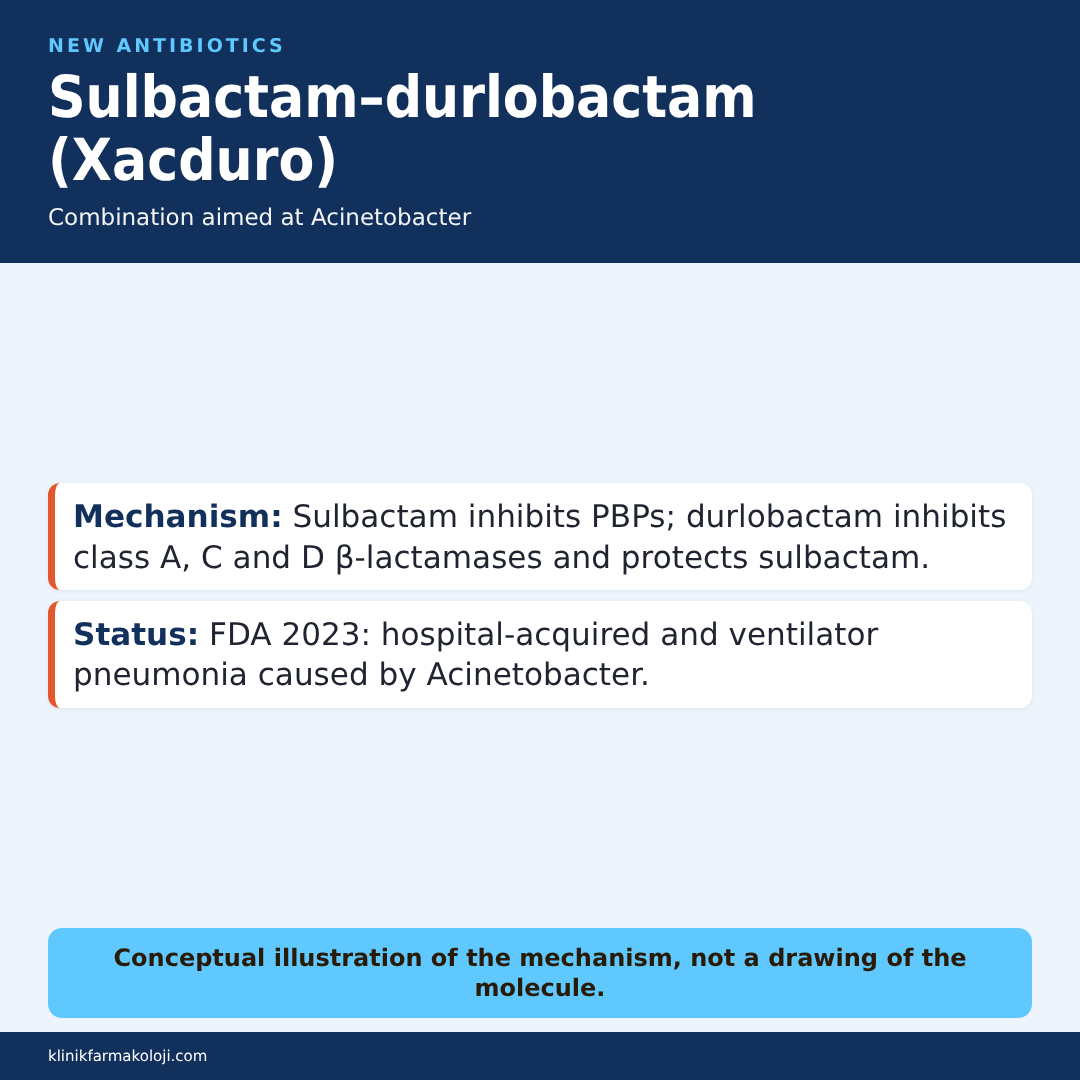 NEW ANTIBIOTICS
Sulbactam–durlobactam
(Xacduro)
Combination aimed at Acinetobacter
Mechanism: Sulbactam inhibits PBPs; durlobactam inhibits
class A, C and D β-lactamases and protects sulbactam.
Status: FDA 2023: hospital-acquired and ventilator
pneumonia caused by Acinetobacter.
Conceptual illustration of the mechanism, not a drawing of the
molecule.
klinikfarmakoloji.com